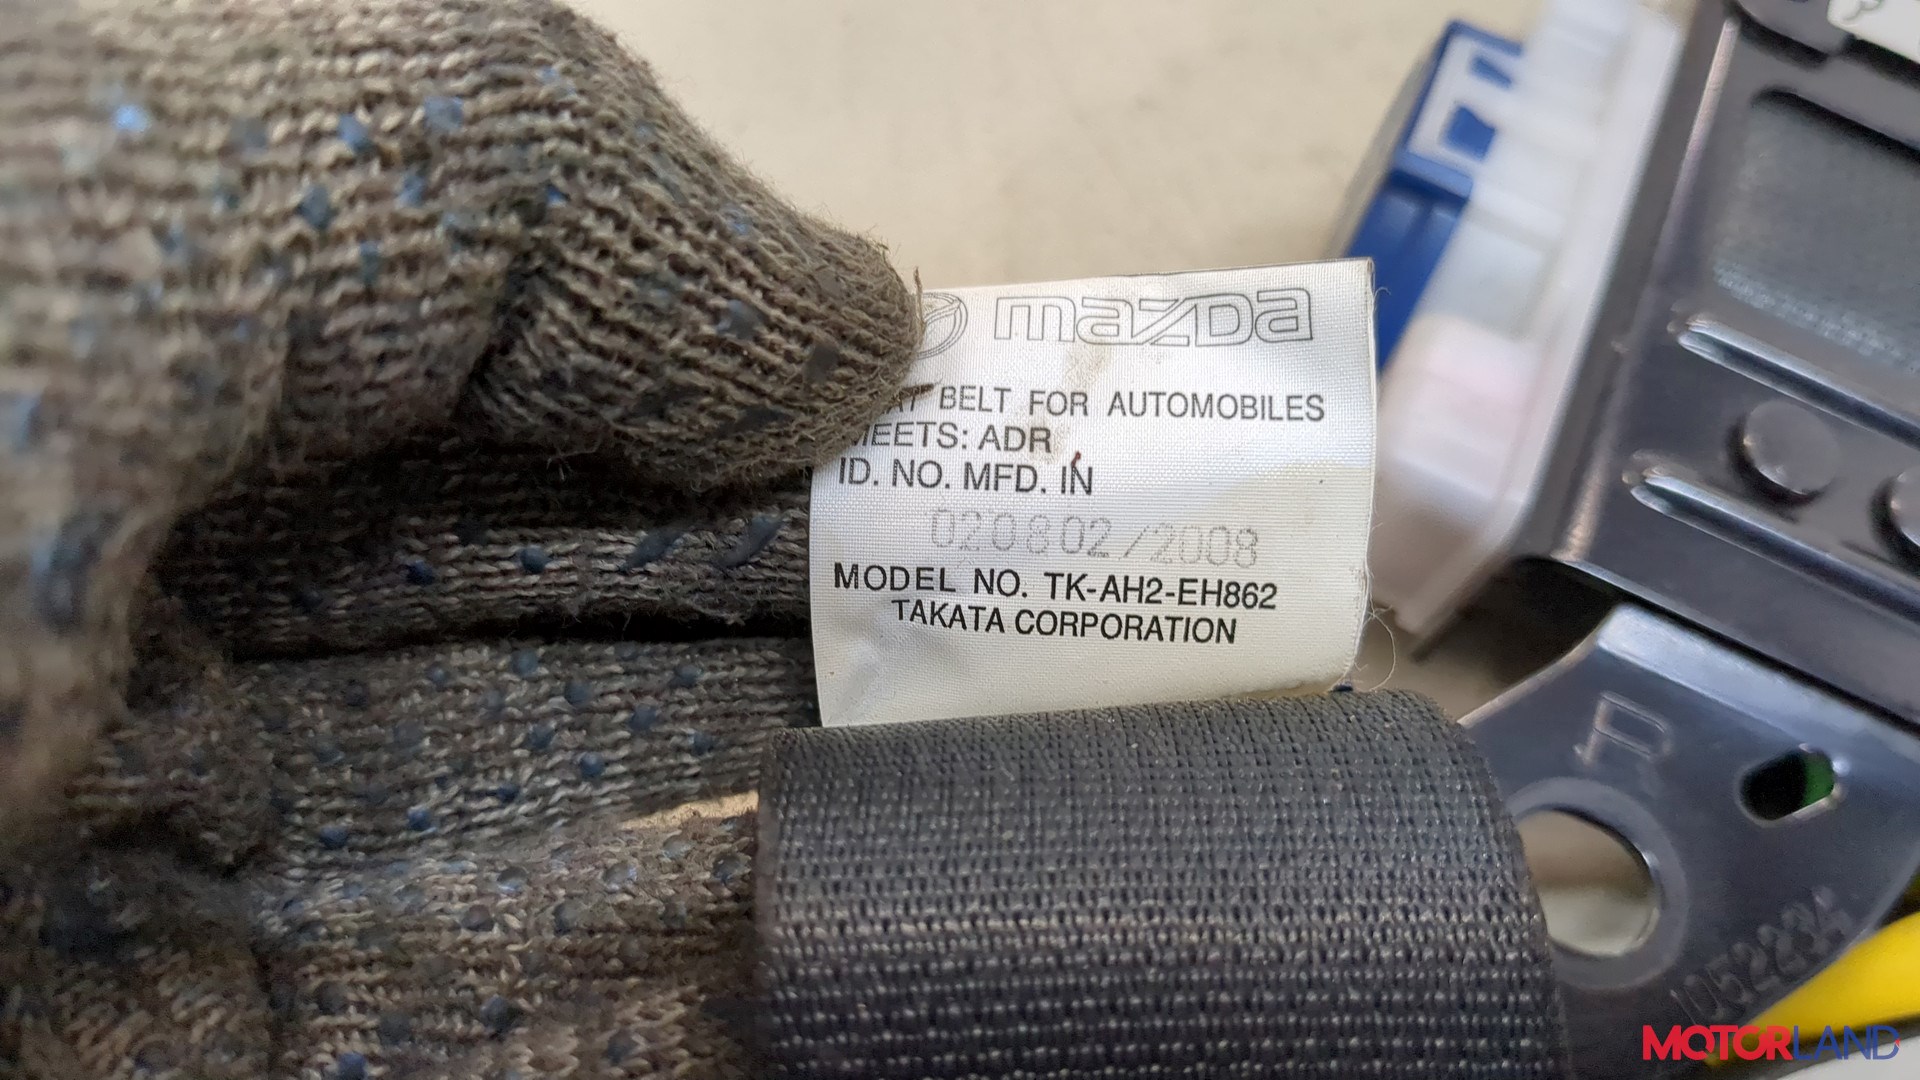 mazDa
BELT FOR AUTOMOBILES
MEETS: ADR
ID. NO. MFD. IN
020802/2008
MODEL NO. TK-AH2-EH862
TAKATA CORPORATION
R
1052234
MOTORLAND